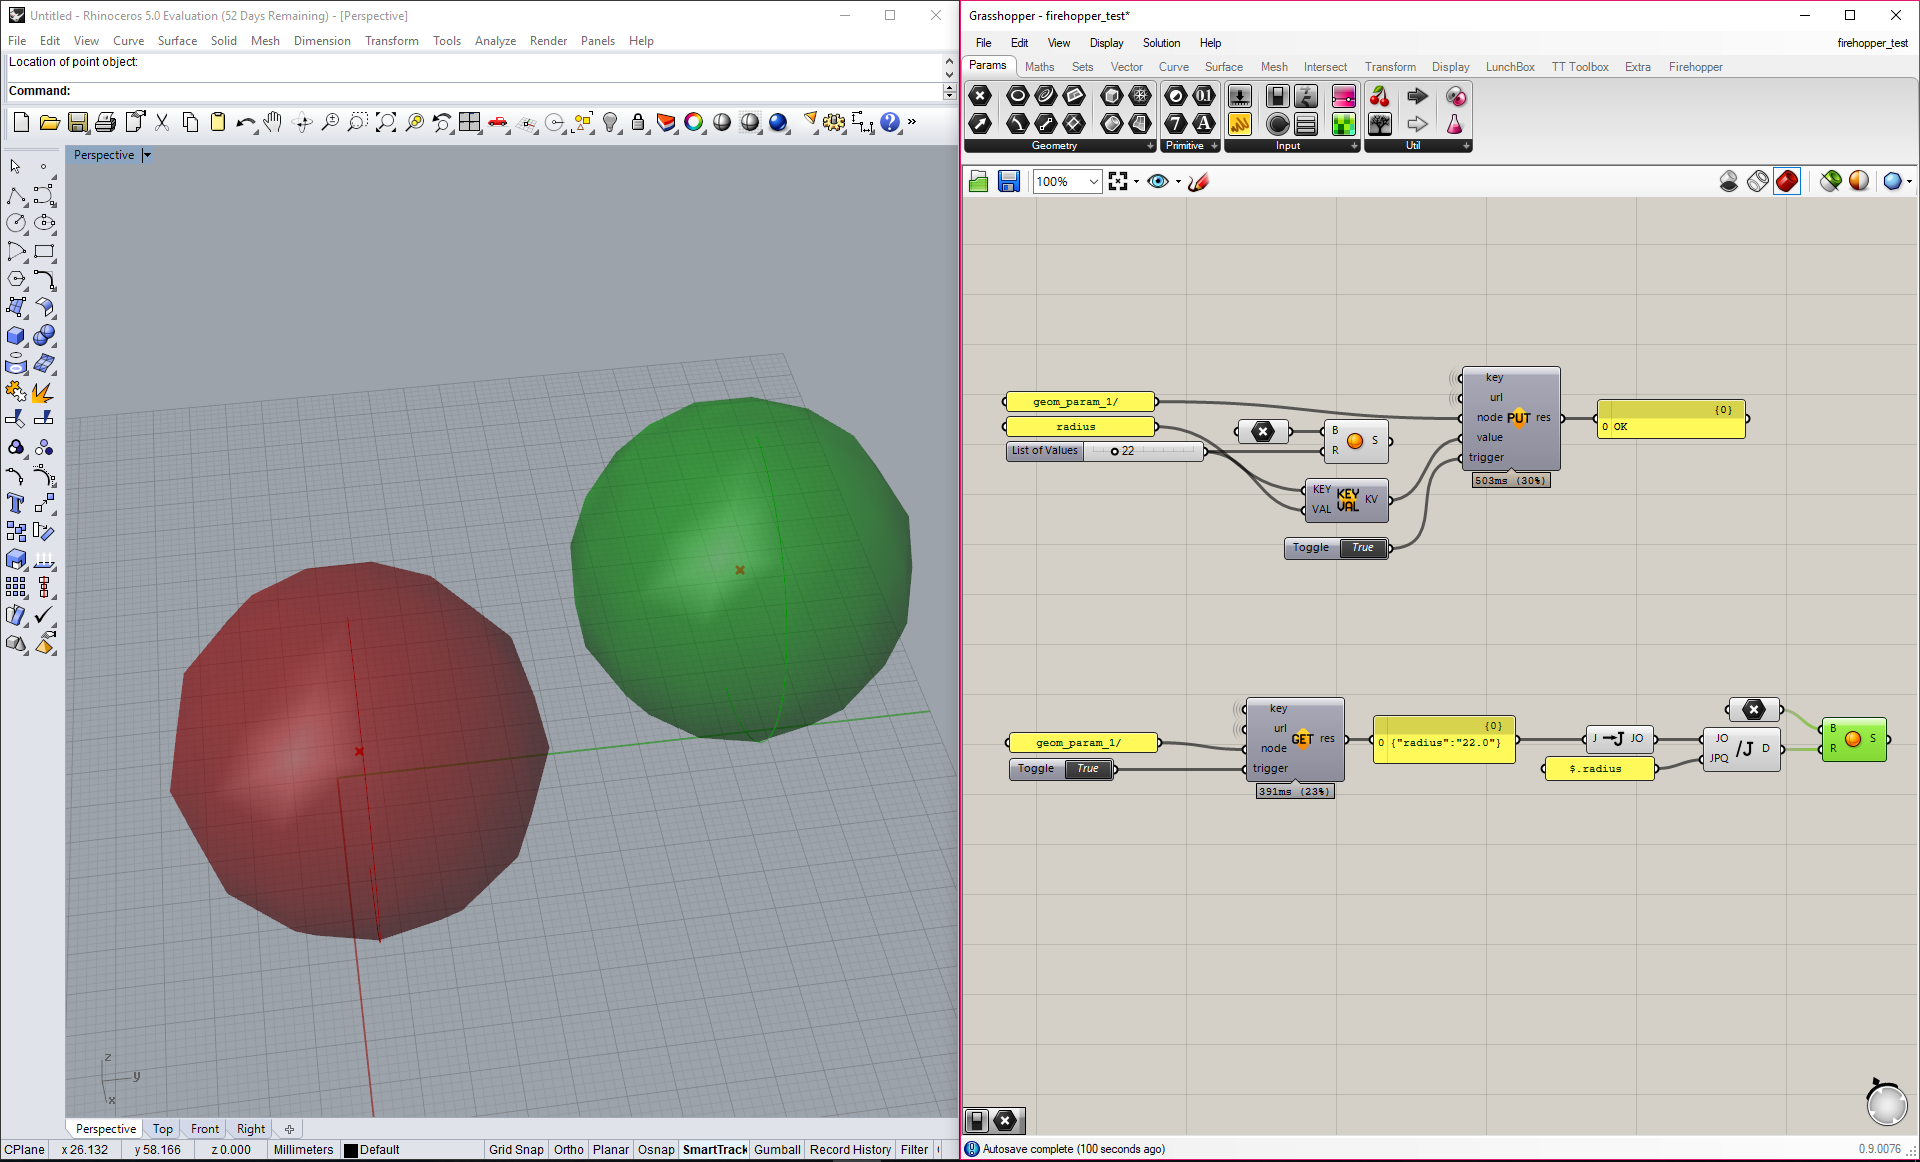 Untitled - Rhinoceros 5.0 Evaluation (52 Days Remaining) - [Perspective]
File Edit View Curve Surface Solid Mesh Dimension Transform Tools Analyze Render Panels Help
Location of point object:
Command:
Perspective
z
y
x
Perspective Top Front Right
CPlane x 26.132 y 58.166 z 0.000 Millimeters Default Grid Snap Ortho Planar Osnap SmartTrack Gumball Record History Filter
Grasshopper - firehopper_test*
File Edit View Display Solution Help firehopper_test
Params Maths Sets Vector Curve Surface Mesh Intersect Transform Display LunchBox TT Toolbox Extra Firehopper
Geometry Primitive Input Util
100%
geom_param_1/
radius
List of Values 22
B
R
S
KEY
VAL
KEY
VAL
KV
Toggle True
key
url
node
value
trigger
PUT
res
503ms (30%)
{0}
0 OK
geom_param_1/
Toggle True
key
url
node
trigger
GET
res
391ms (23%)
{0}
0 {"radius":"22.0"}
J →J JO
$.radius
JO
JPQ
/J
D
B
R
S
Autosave complete (100 seconds ago)
0.9.0076